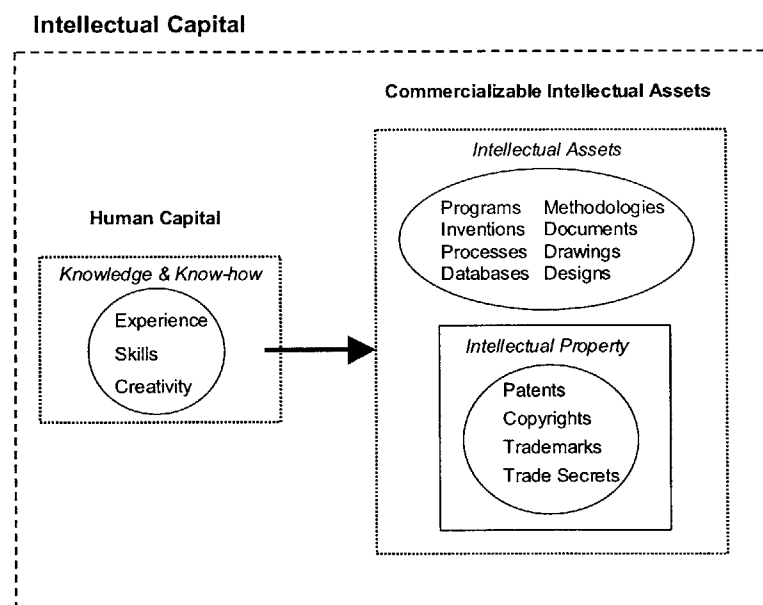 Intellectual Capital
Commercializable Intellectual Assets
Intellectual Assets
Programs Methodologies
Inventions Documents
Processes Drawings
Databases Designs
Human Capital
Knowledge & Know-how
Experience
Skills
Creativity
Intellectual Property
Patents
Copyrights
Trademarks
Trade Secrets